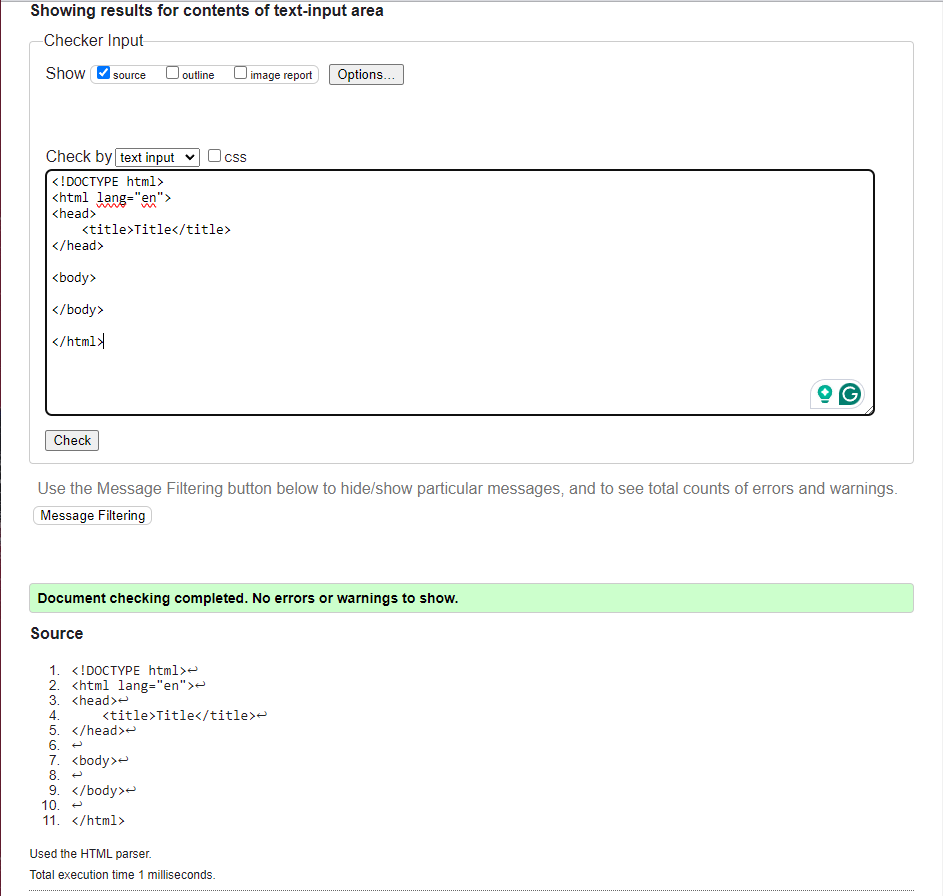 Showing results for contents of text-input area
Checker Input
Show source outline image report Options...
Check by text input css
<!DOCTYPE html>
<html lang="en">
<head>
    <title>Title</title>
</head>
<body>
</body>
</html>
Check
Use the Message Filtering button below to hide/show particular messages, and to see total counts of errors and warnings.
Message Filtering
Document checking completed. No errors or warnings to show.
Source
1. <!DOCTYPE html>↩
2. <html lang="en">↩
3. <head>↩
4.     <title>Title</title>↩
5. </head>↩
6. ↩
7. <body>↩
8. ↩
9. </body>↩
10. ↩
11. </html>
Used the HTML parser.
Total execution time 1 milliseconds.